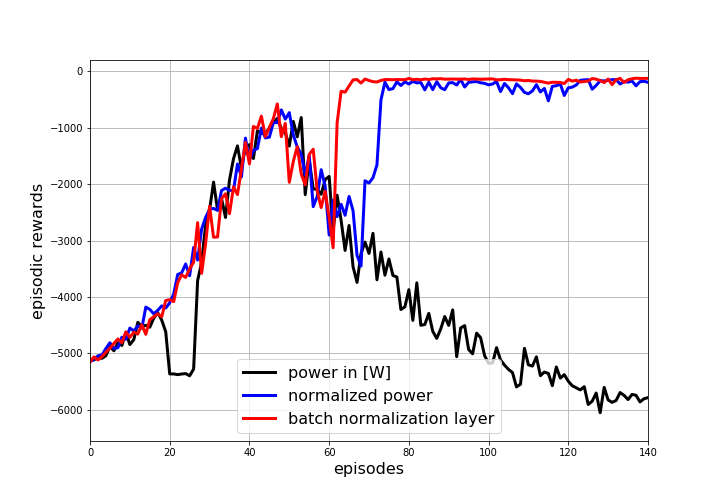 0
−1000
−2000
−3000
−4000
−5000
−6000
episodic rewards
power in [W]
normalized power
batch normalization layer
0 20 40 60 80 100 120 140
episodes